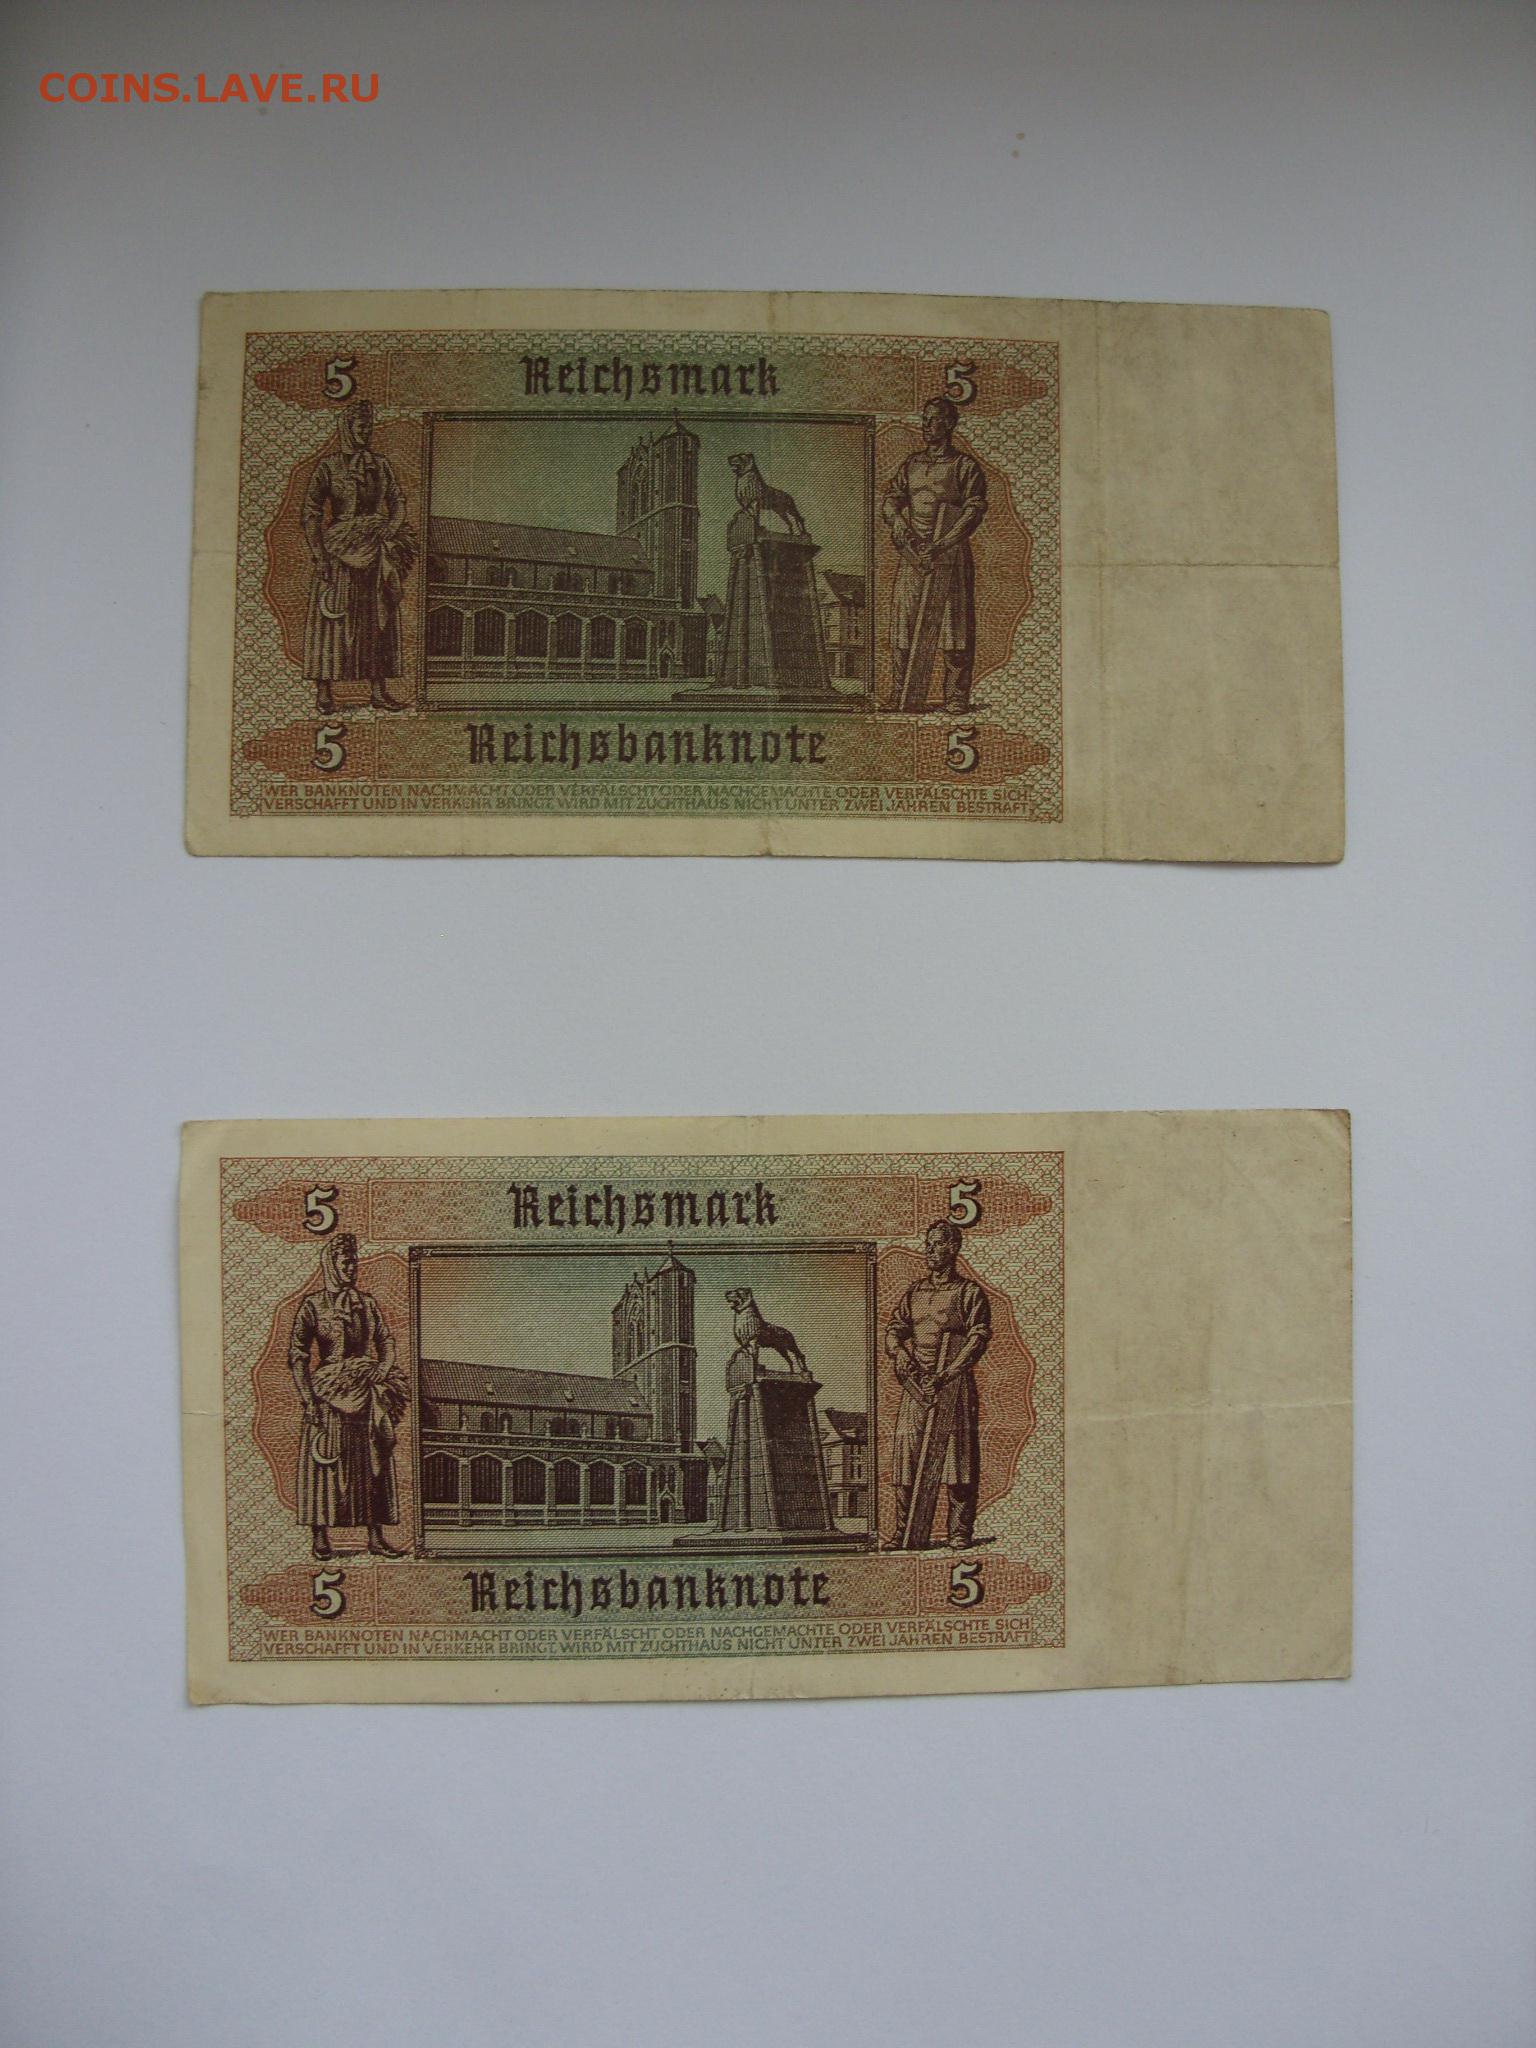 COINS.LAVE.RU
5 Reichsmark 5
5 Reichsbanknote 5
WER BANKNOTEN NACHMACHT ODER VERFÄLSCHT ODER NACHGEMACHTE ODER VERFÄLSCHTE SICH
VERSCHAFFT UND IN VERKEHR BRINGT, WIRD MIT ZUCHTHAUS NICHT UNTER ZWEI JAHREN BESTRAFT
5 Reichsmark 5
5 Reichsbanknote 5
WER BANKNOTEN NACHMACHT ODER VERFÄLSCHT ODER NACHGEMACHTE ODER VERFÄLSCHTE SICH
VERSCHAFFT UND IN VERKEHR BRINGT, WIRD MIT ZUCHTHAUS NICHT UNTER ZWEI JAHREN BESTRAFT